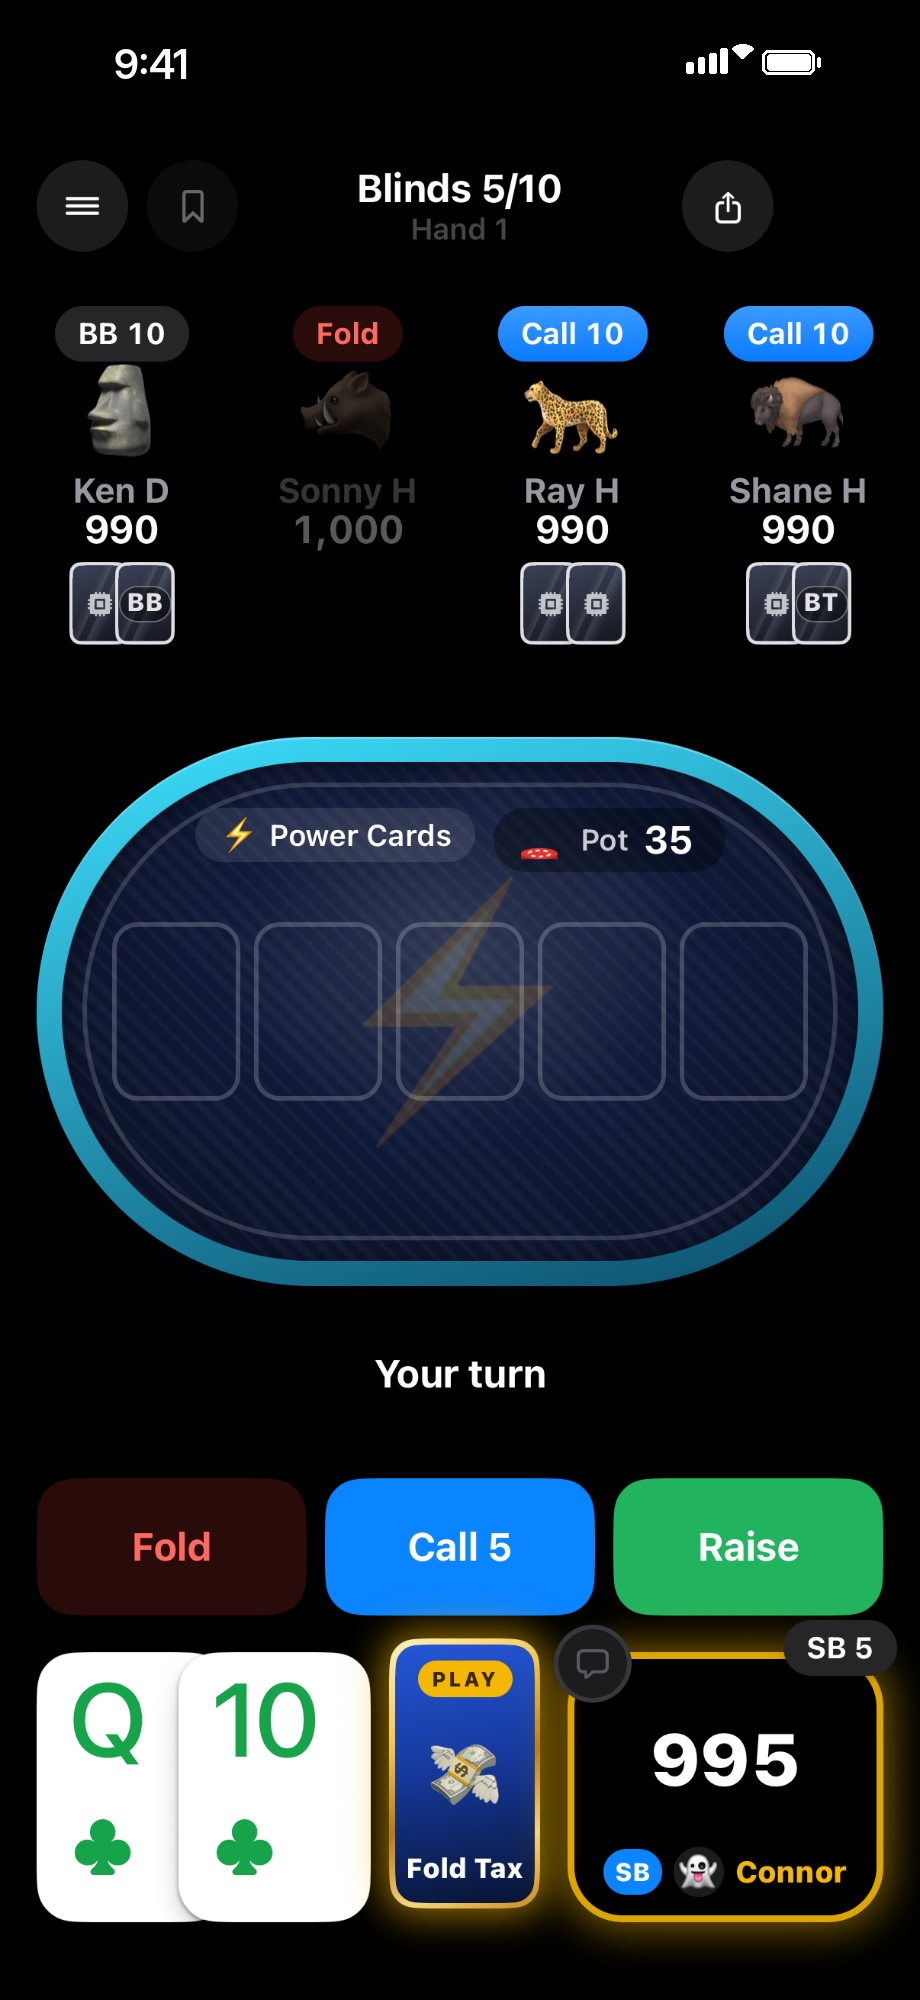 9:41
Blinds 5/10
Hand 1
BB 10
Fold
Call 10
Call 10
Ken D
Sonny H
Ray H
Shane H
990
1,000
990
990
BB
BT
Power Cards
Pot 35
Your turn
Fold
Call 5
Raise
SB 5
Q
10
PLAY
Fold Tax
995
SB
Connor